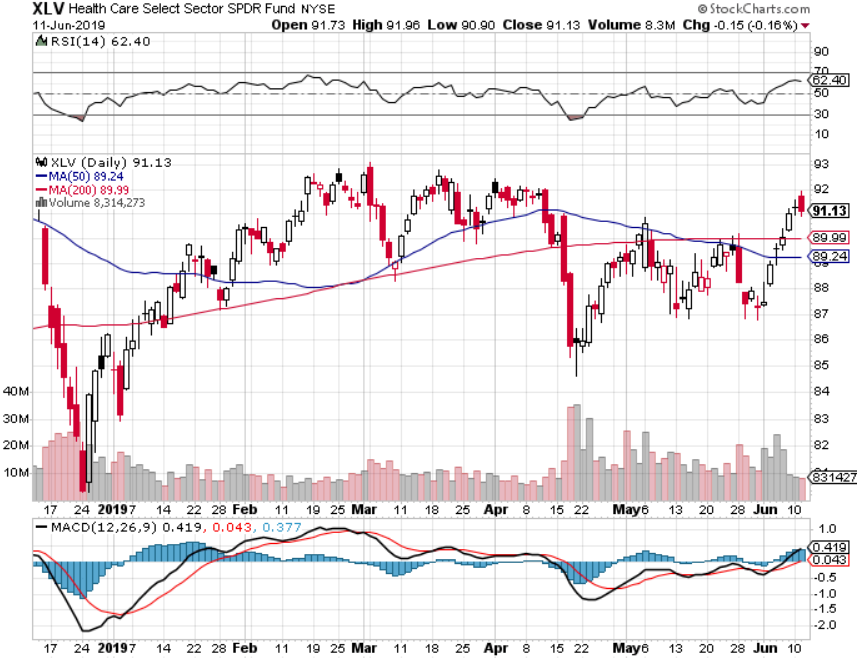 XLV Health Care Select Sector SPDR Fund NYSE © StockCharts.com
11-Jun-2019 Open 91.73 High 91.96 Low 90.90 Close 91.13 Volume 8.3M Chg -0.15 (-0.16%)
RSI(14) 62.40
90
70
62.40
50
30
10
XLV (Daily) 91.13
MA(50) 89.24
MA(200) 89.99
Volume 8,314,273
93
92
91.13
89.99
89.24
88
87
86
85
84
83
82
81
40M
30M
20M
10M
831427
17 24 2019 7 14 22 28 Feb 11 19 25 Mar 11 18 25 Apr 8 15 22 May 6 13 20 28 Jun 10
MACD(12,26,9) 0.419, 0.043, 0.377
1.0
0.419
0.043
-0.5
-1.0
-1.5
-2.0
17 24 2019 7 14 22 28 Feb 11 19 25 Mar 11 18 25 Apr 8 15 22 May 6 13 20 28 Jun 10